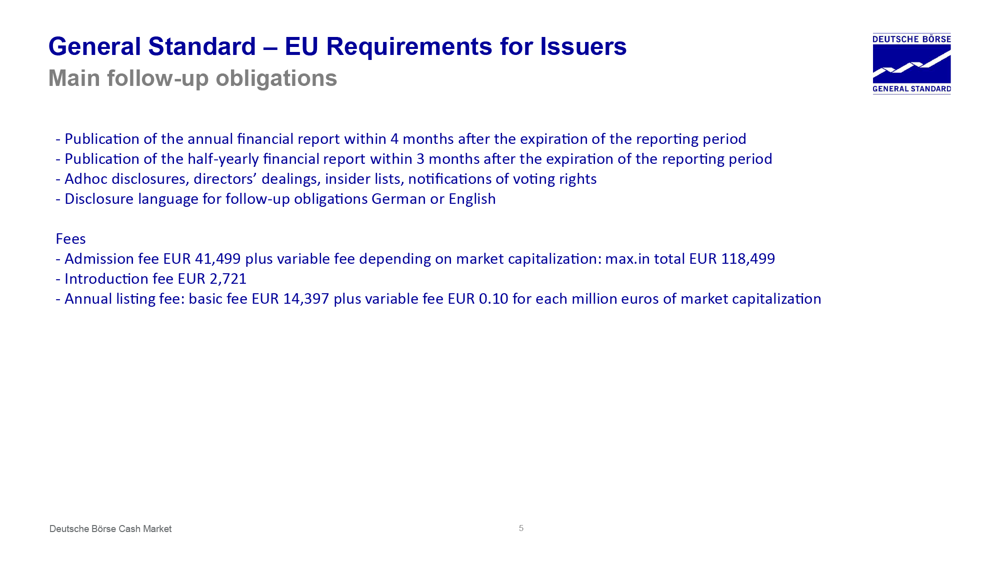 General Standard – EU Requirements for Issuers
Main follow-up obligations
DEUTSCHE BÖRSE
GENERAL STANDARD
- Publication of the annual financial report within 4 months after the expiration of the reporting period
- Publication of the half-yearly financial report within 3 months after the expiration of the reporting period
- Adhoc disclosures, directors’ dealings, insider lists, notifications of voting rights
- Disclosure language for follow-up obligations German or English
Fees
- Admission fee EUR 41,499 plus variable fee depending on market capitalization: max.in total EUR 118,499
- Introduction fee EUR 2,721
- Annual listing fee: basic fee EUR 14,397 plus variable fee EUR 0.10 for each million euros of market capitalization
Deutsche Börse Cash Market
5